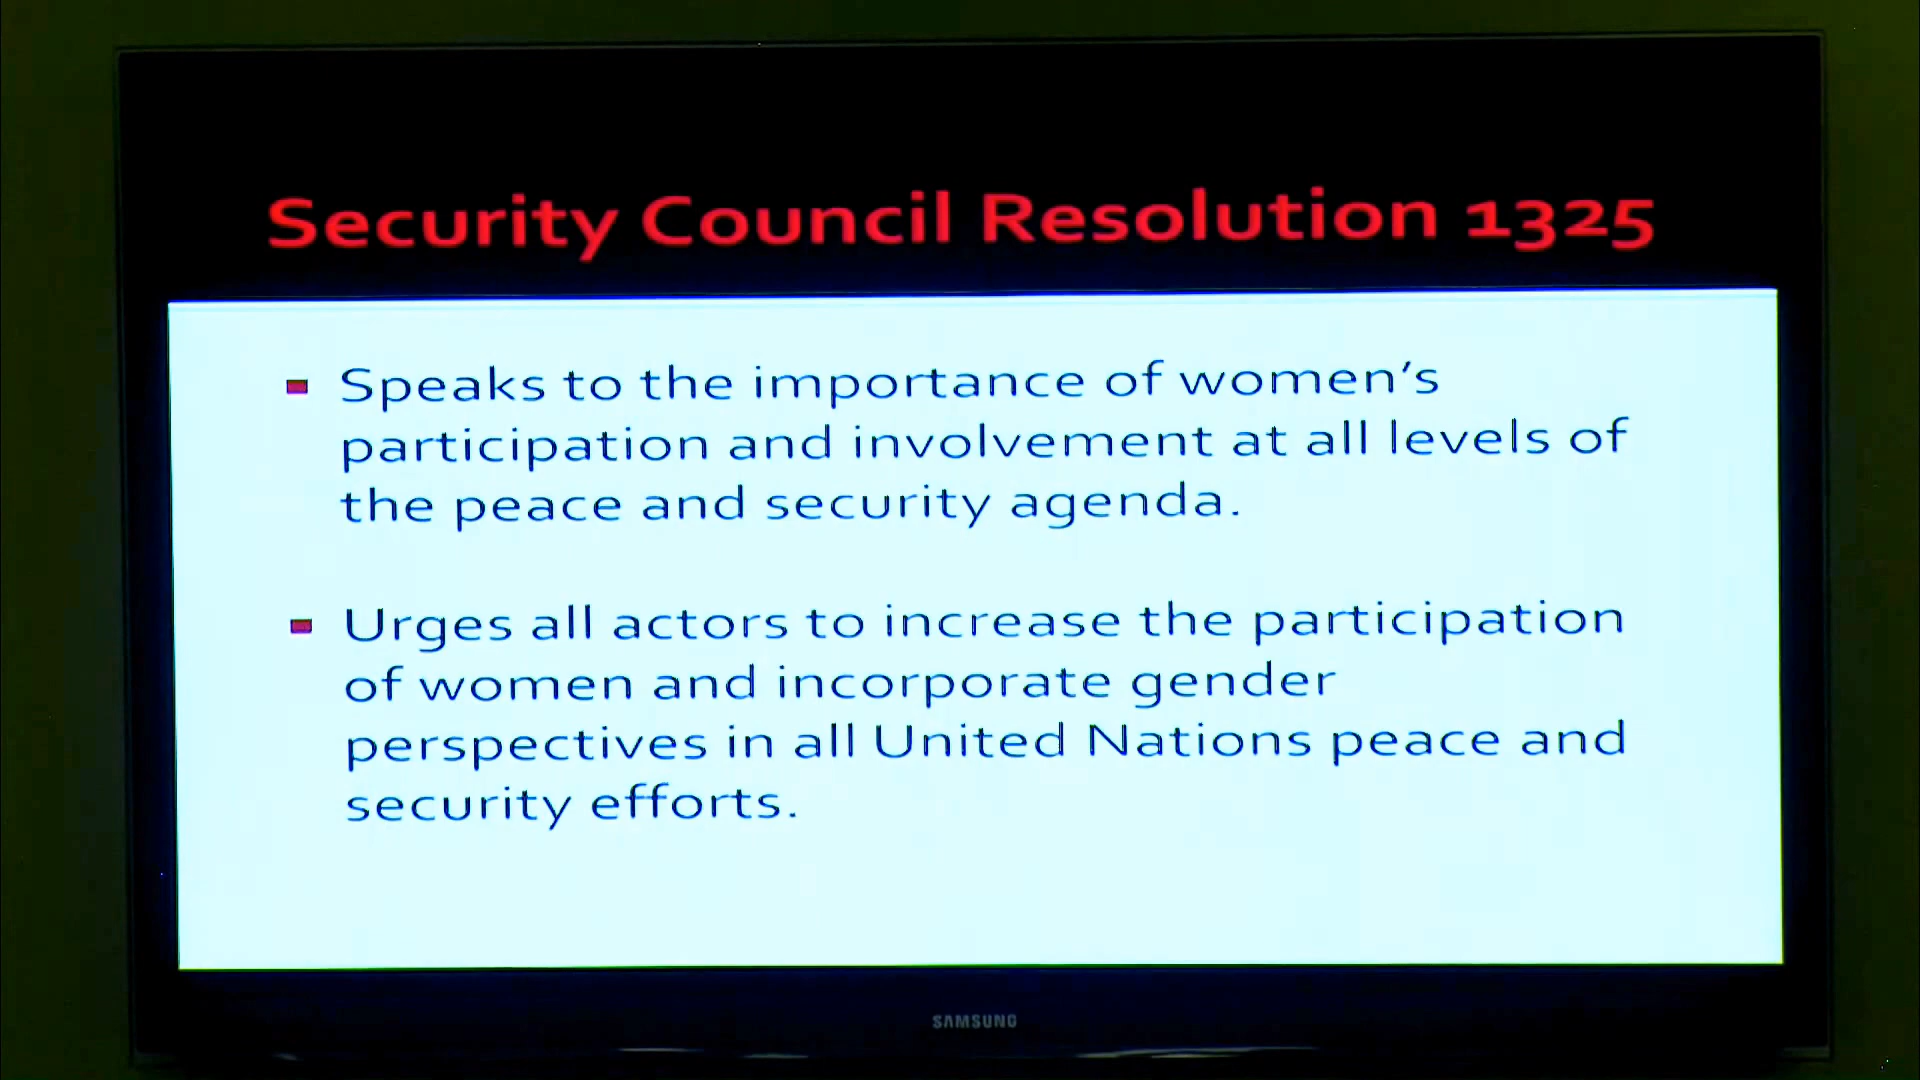 Security Council Resolution 1325
Speaks to the importance of women's
participation and involvement at all levels of
the peace and security agenda.
Urges all actors to increase the participation
of women and incorporate gender
perspectives in all United Nations peace and
security efforts.
SAMSUNG